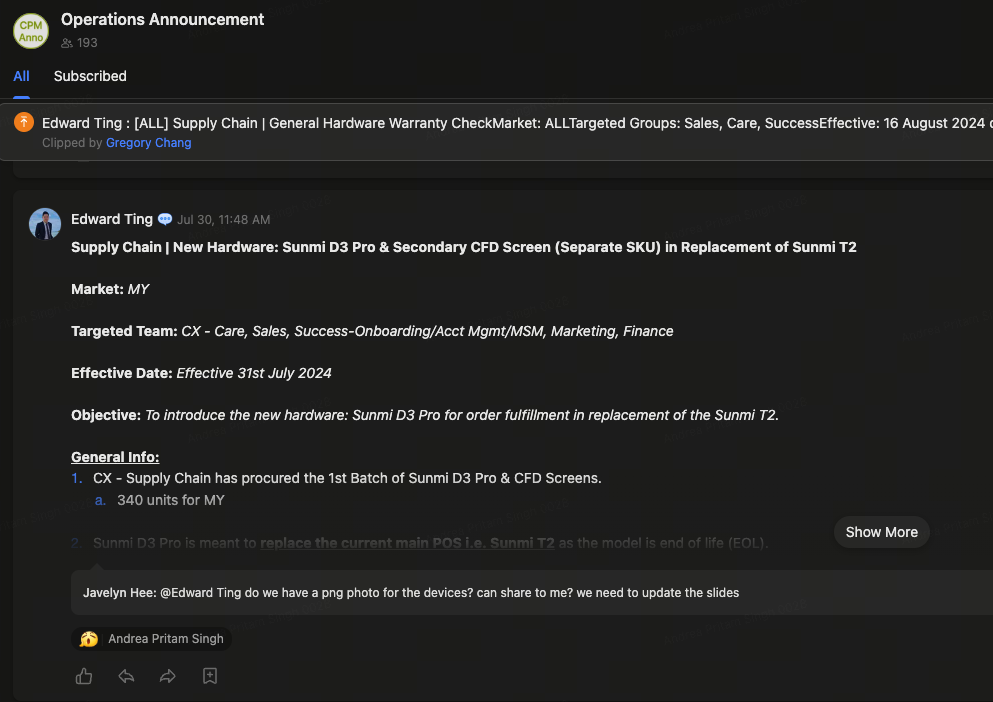 CPM
Anno
Operations Announcement
193
All
Subscribed
Edward Ting : [ALL] Supply Chain | General Hardware Warranty CheckMarket: ALLTargeted Groups: Sales, Care, SuccessEffective: 16 August 2024
Clipped by Gregory Chang
Edward Ting Jul 30, 11:48 AM
Supply Chain | New Hardware: Sunmi D3 Pro & Secondary CFD Screen (Separate SKU) in Replacement of Sunmi T2
Market: MY
Targeted Team: CX - Care, Sales, Success-Onboarding/Acct Mgmt/MSM, Marketing, Finance
Effective Date: Effective 31st July 2024
Objective: To introduce the new hardware: Sunmi D3 Pro for order fulfillment in replacement of the Sunmi T2.
General Info:
1. CX - Supply Chain has procured the 1st Batch of Sunmi D3 Pro & CFD Screens.
a. 340 units for MY
2. Sunmi D3 Pro is meant to replace the current main POS i.e. Sunmi T2 as the model is end of life (EOL).
Show More
Javelyn Hee: @Edward Ting do we have a png photo for the devices? can share to me? we need to update the slides
Andrea Pritam Singh